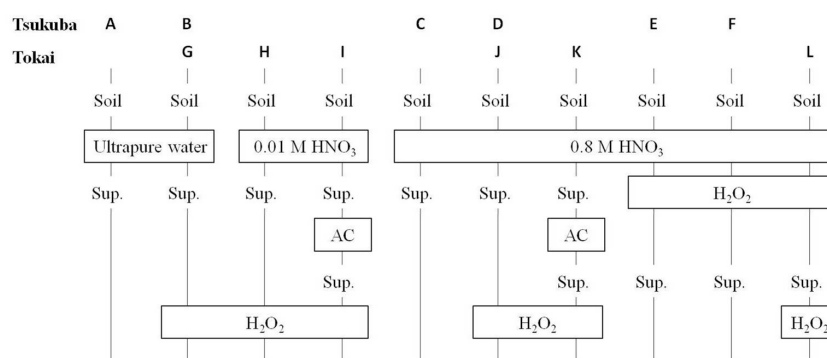 Tsukuba A B C D E F
Tokai G H I J K L
Soil Soil Soil Soil Soil Soil Soil Soil Soil Soil
Ultrapure water 0.01 M HNO₃ 0.8 M HNO₃
Sup. Sup. Sup. Sup. Sup. Sup. Sup. H₂O₂
AC AC
Sup. Sup. Sup. Sup. Sup.
H₂O₂ H₂O₂ H₂O₂